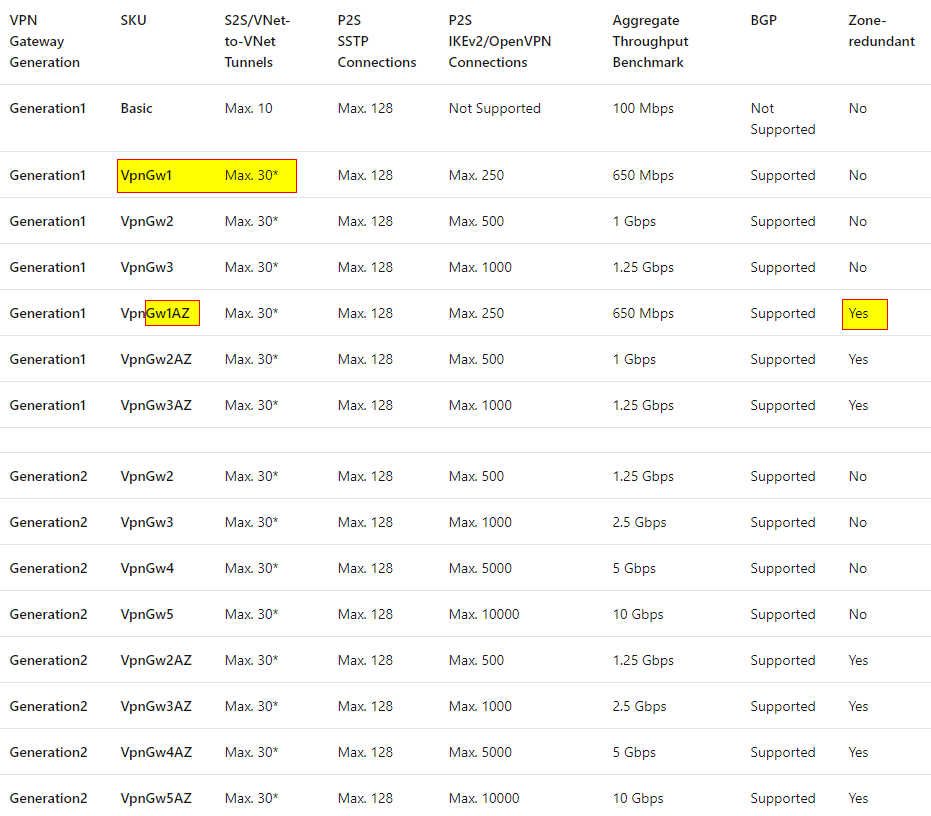 VPN Gateway Generation SKU S2S/VNet-to-VNet Tunnels P2S SSTP Connections P2S IKEv2/OpenVPN Connections Aggregate Throughput Benchmark BGP Zone-redundant
Generation1 Basic Max. 10 Max. 128 Not Supported 100 Mbps Not Supported No
Generation1 VpnGw1 Max. 30* Max. 128 Max. 250 650 Mbps Supported No
Generation1 VpnGw2 Max. 30* Max. 128 Max. 500 1 Gbps Supported No
Generation1 VpnGw3 Max. 30* Max. 128 Max. 1000 1.25 Gbps Supported No
Generation1 VpnGw1AZ Max. 30* Max. 128 Max. 250 650 Mbps Supported Yes
Generation1 VpnGw2AZ Max. 30* Max. 128 Max. 500 1 Gbps Supported Yes
Generation1 VpnGw3AZ Max. 30* Max. 128 Max. 1000 1.25 Gbps Supported Yes
Generation2 VpnGw2 Max. 30* Max. 128 Max. 500 1.25 Gbps Supported No
Generation2 VpnGw3 Max. 30* Max. 128 Max. 1000 2.5 Gbps Supported No
Generation2 VpnGw4 Max. 30* Max. 128 Max. 5000 5 Gbps Supported No
Generation2 VpnGw5 Max. 30* Max. 128 Max. 10000 10 Gbps Supported No
Generation2 VpnGw2AZ Max. 30* Max. 128 Max. 500 1.25 Gbps Supported Yes
Generation2 VpnGw3AZ Max. 30* Max. 128 Max. 1000 2.5 Gbps Supported Yes
Generation2 VpnGw4AZ Max. 30* Max. 128 Max. 5000 5 Gbps Supported Yes
Generation2 VpnGw5AZ Max. 30* Max. 128 Max. 10000 10 Gbps Supported Yes